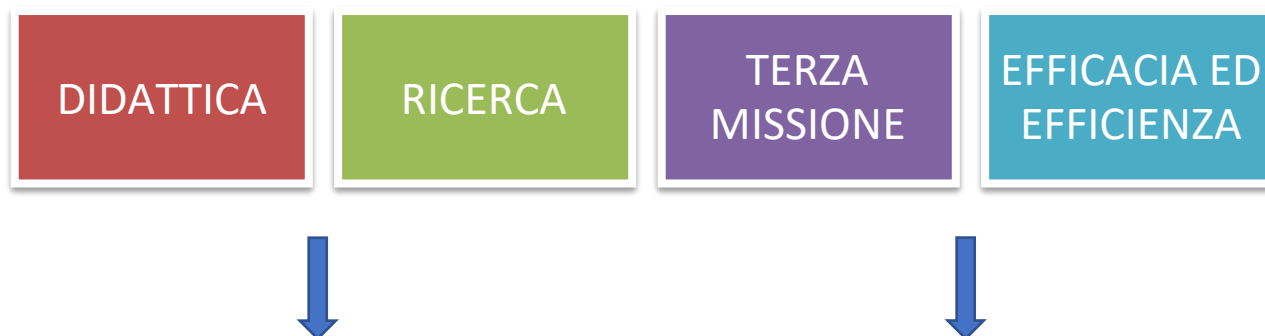 DIDATTICA
RICERCA
TERZA
MISSIONE
EFFICACIA ED
EFFICIENZA